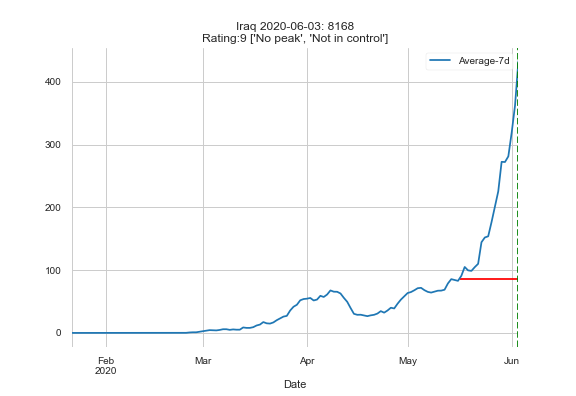 Iraq 2020-06-03: 8168
Rating:9 ['No peak', 'Not in control']
Average-7d
400
300
200
100
0
Feb
2020
Mar
Apr
May
Jun
Date